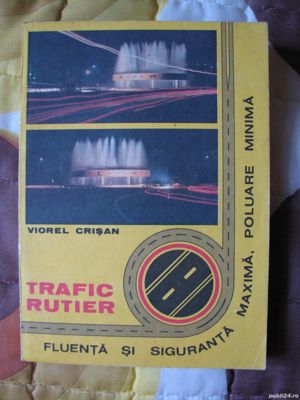 VIOREL CRIȘAN
TRAFIC
RUTIER
FLUENȚĂ ȘI SIGURANȚĂ MAXIMĂ, POLUARE MINIMĂ
publi24.ro